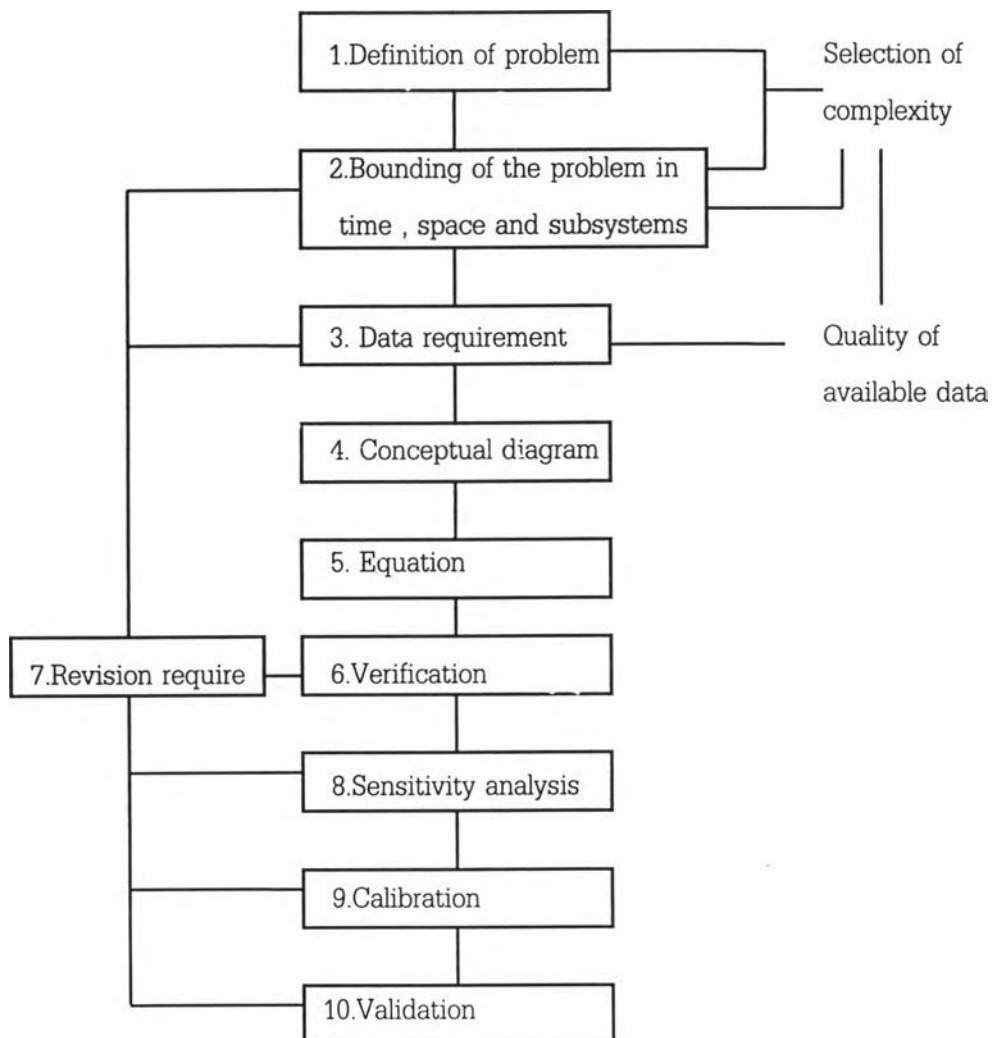 1.Definition of problem
Selection of
complexity
2.Bounding of the problem in
time , space and subsystems
3. Data requirement
Quality of
available data
4. Conceptual diagram
5. Equation
7.Revision require
6.Verification
8.Sensitivity analysis
9.Calibration
10.Validation